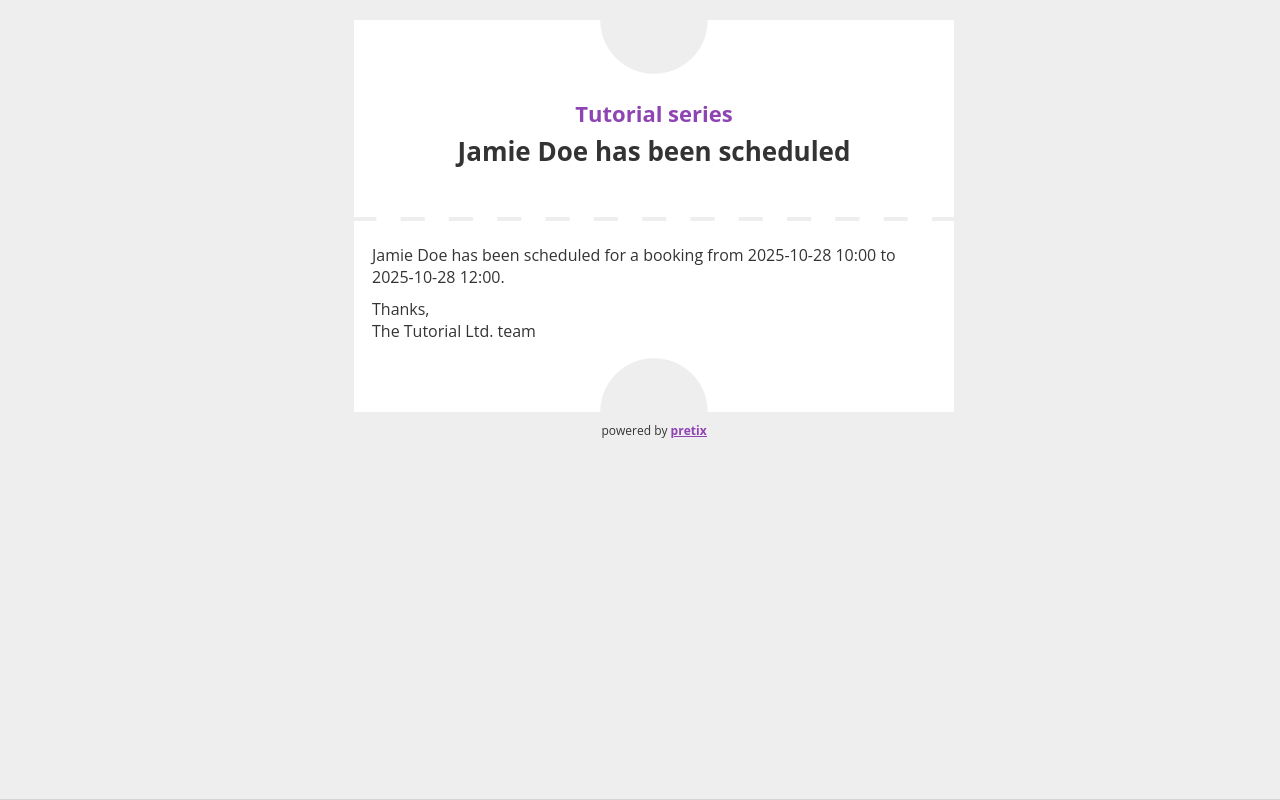 Tutorial series
Jamie Doe has been scheduled
Jamie Doe has been scheduled for a booking from 2025-10-28 10:00 to
2025-10-28 12:00.
Thanks,
The Tutorial Ltd. team
powered by pretix